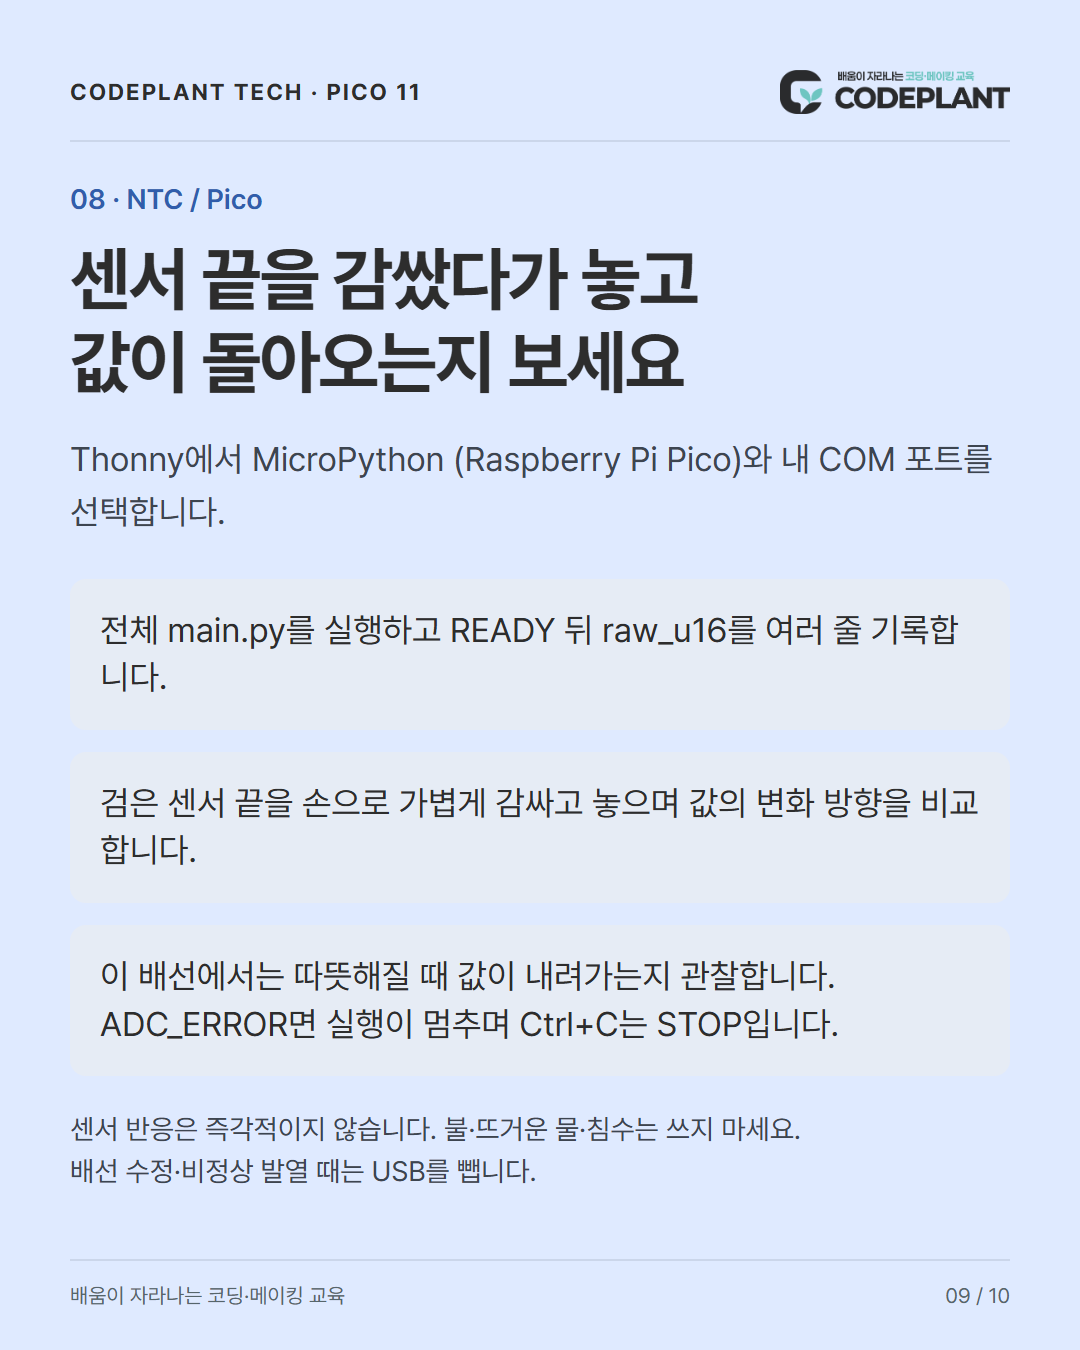 CODEPLANT TECH · PICO 11
배움이 자라나는 코딩·메이킹 교육
CODEPLANT
08 · NTC / Pico
센서 끝을 감쌌다가 놓고
값이 돌아오는지 보세요
Thonny에서 MicroPython (Raspberry Pi Pico)와 내 COM 포트를
선택합니다.
전체 main.py를 실행하고 READY 뒤 raw_u16를 여러 줄 기록합
니다.
검은 센서 끝을 손으로 가볍게 감싸고 놓으며 값의 변화 방향을 비교
합니다.
이 배선에서는 따뜻해질 때 값이 내려가는지 관찰합니다.
ADC_ERROR면 실행이 멈추며 Ctrl+C는 STOP입니다.
센서 반응은 즉각적이지 않습니다. 불·뜨거운 물·침수는 쓰지 마세요.
배선 수정·비정상 발열 때는 USB를 뺍니다.
배움이 자라나는 코딩·메이킹 교육
09 / 10